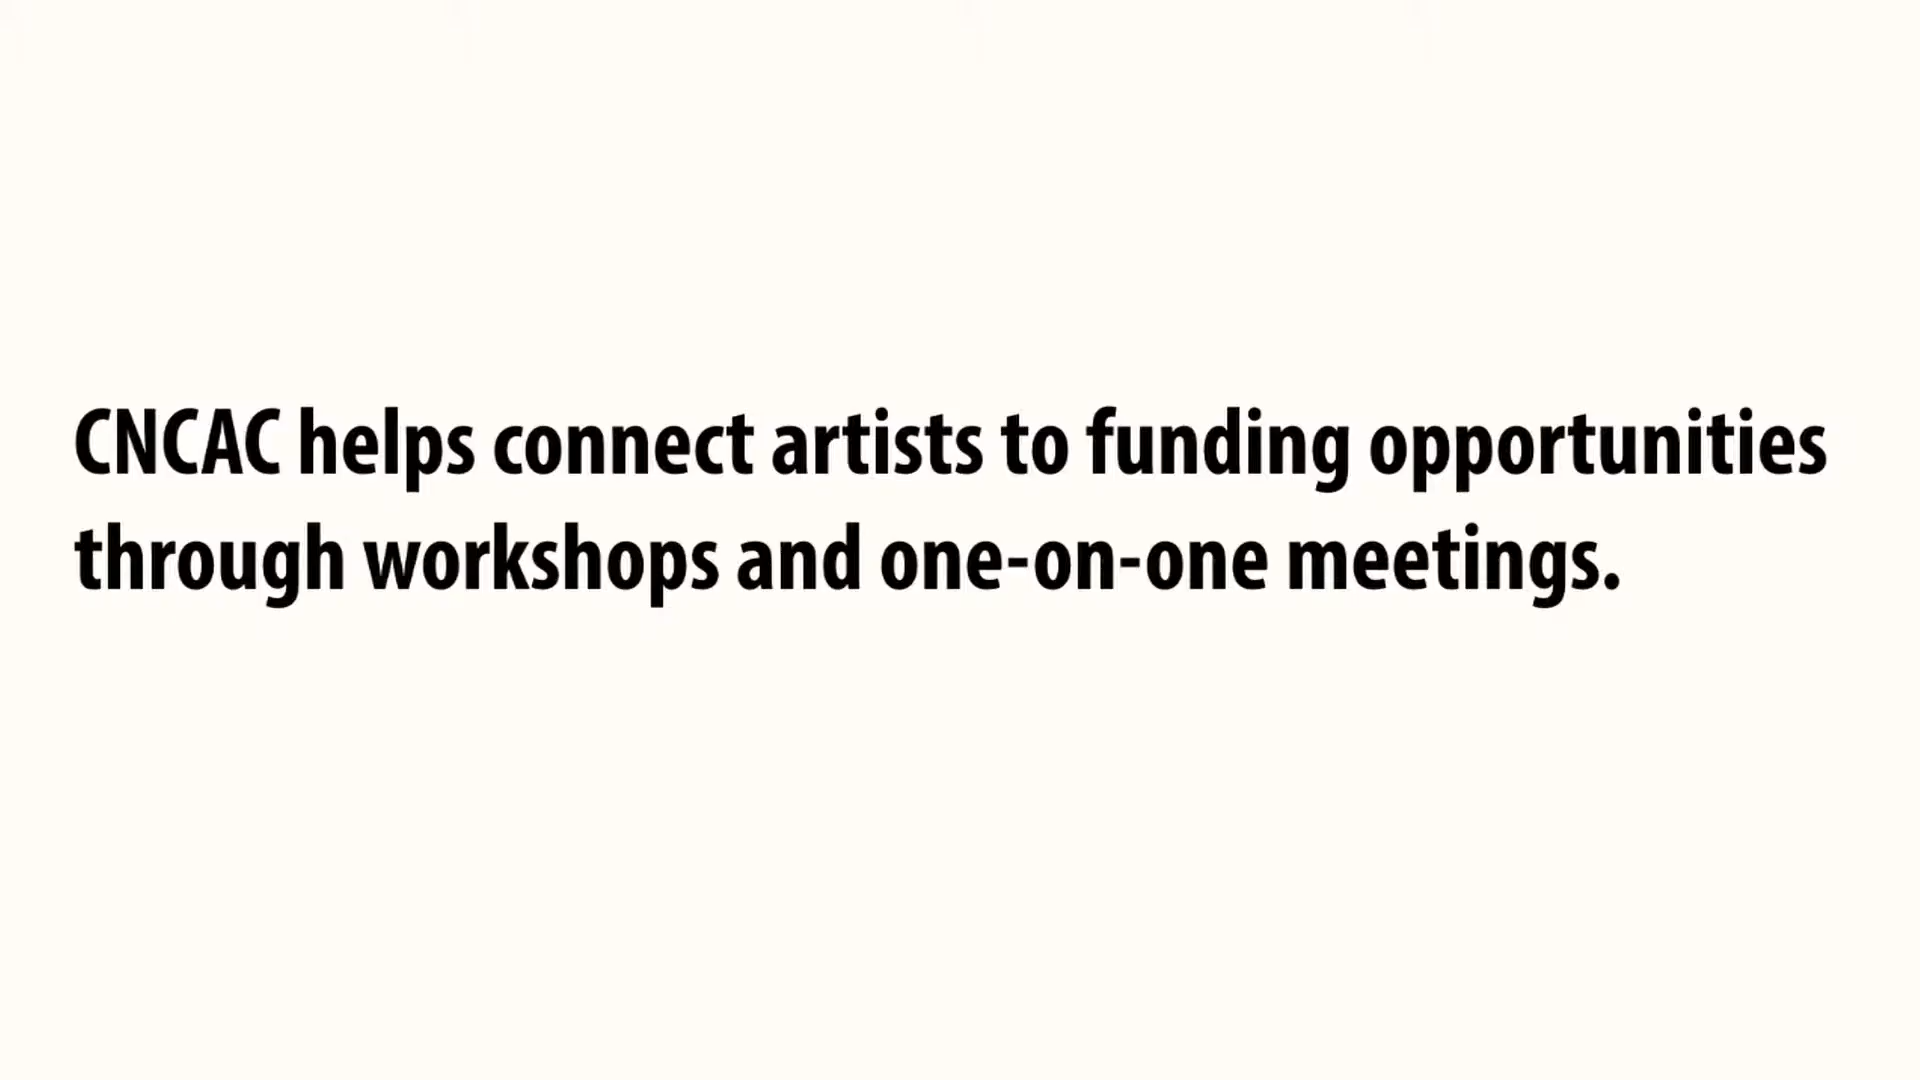 CNCAC helps connect artists to funding opportunities
through workshops and one-on-one meetings.